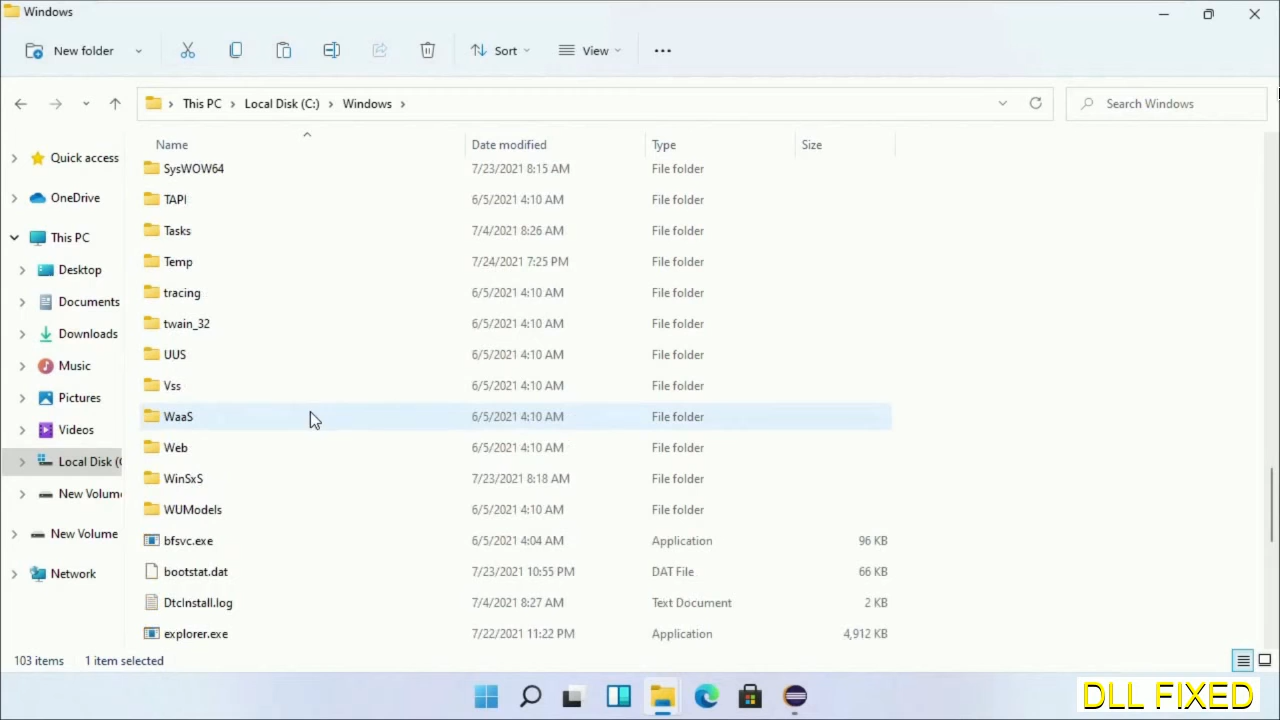 Windows
New folder Sort View
This PC Local Disk (C:) Windows Search Windows
Name Date modified Type Size
Quick access
OneDrive
This PC
Desktop
Documents
Downloads
Music
Pictures
Videos
Local Disk (C
New Volum
New Volume
Network
SysWOW64 7/23/2021 8:15 AM File folder
TAPI 6/5/2021 4:10 AM File folder
Tasks 7/4/2021 8:26 AM File folder
Temp 7/24/2021 7:25 PM File folder
tracing 6/5/2021 4:10 AM File folder
twain_32 6/5/2021 4:10 AM File folder
UUS 6/5/2021 4:10 AM File folder
Vss 6/5/2021 4:10 AM File folder
WaaS 6/5/2021 4:10 AM File folder
Web 6/5/2021 4:10 AM File folder
WinSxS 7/23/2021 8:18 AM File folder
WUModels 6/5/2021 4:10 AM File folder
bfsvc.exe 6/5/2021 4:04 AM Application 96 KB
bootstat.dat 7/23/2021 10:55 PM DAT File 66 KB
DtcInstall.log 7/4/2021 8:27 AM Text Document 2 KB
explorer.exe 7/22/2021 11:22 PM Application 4,912 KB
103 items 1 item selected
DLL FIXED